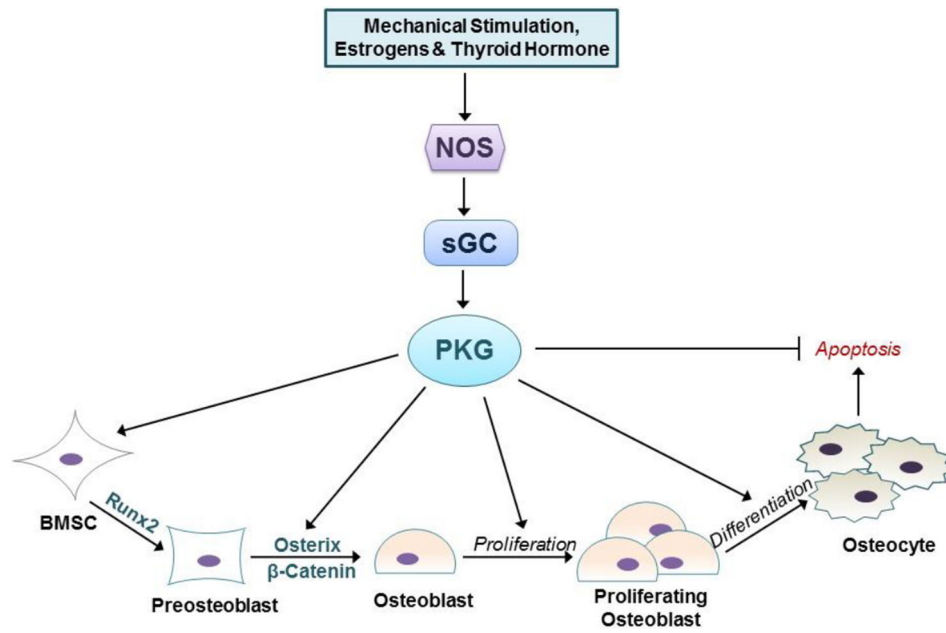 Mechanical Stimulation,
Estrogens & Thyroid Hormone
NOS
sGC
PKG
Apoptosis
BMSC
Runx2
Preosteoblast
Osterix
β-Catenin
Osteoblast
Proliferation
Proliferating
Osteoblast
Differentiation
Osteocyte